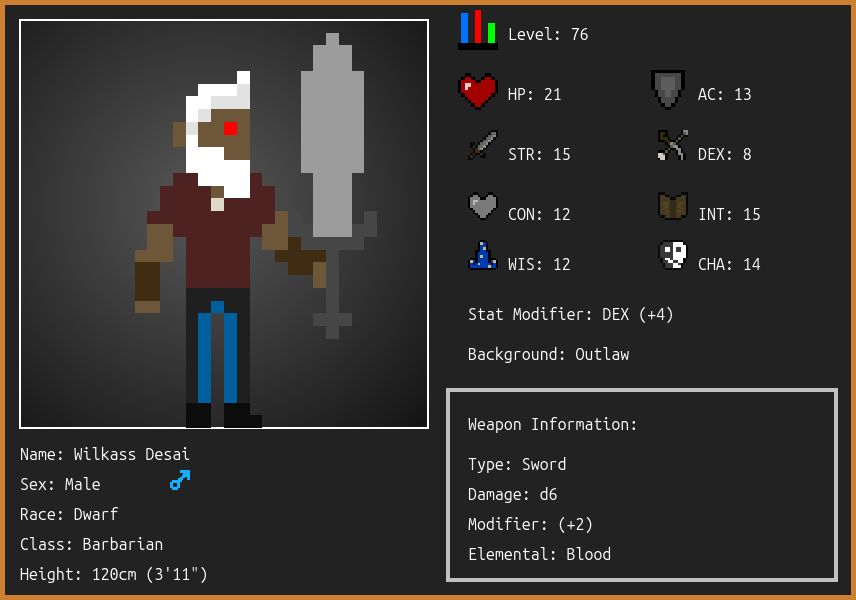 Level: 76
HP: 21
AC: 13
STR: 15
DEX: 8
CON: 12
INT: 15
WIS: 12
CHA: 14
Stat Modifier: DEX (+4)
Background: Outlaw
Weapon Information:
Type: Sword
Damage: d6
Modifier: (+2)
Elemental: Blood
Name: Wilkass Desai
Sex: Male
Race: Dwarf
Class: Barbarian
Height: 120cm (3'11")